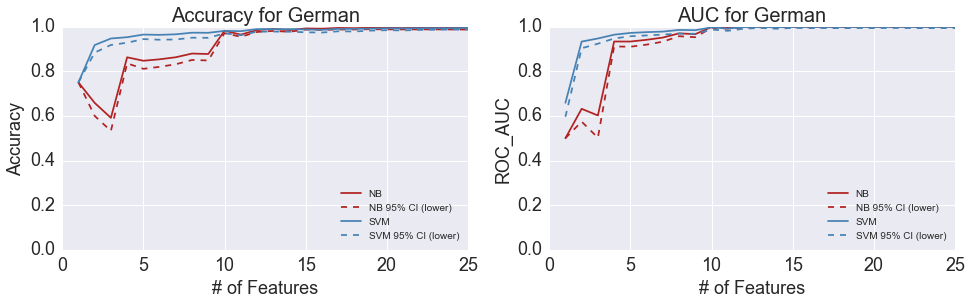 Accuracy for German
1.0
0.8
0.6
0.4
0.2
0.0
Accuracy
NB
NB 95% CI (lower)
SVM
SVM 95% CI (lower)
0 5 10 15 20 25
# of Features
AUC for German
1.0
0.8
0.6
0.4
0.2
0.0
ROC_AUC
NB
NB 95% CI (lower)
SVM
SVM 95% CI (lower)
0 5 10 15 20 25
# of Features